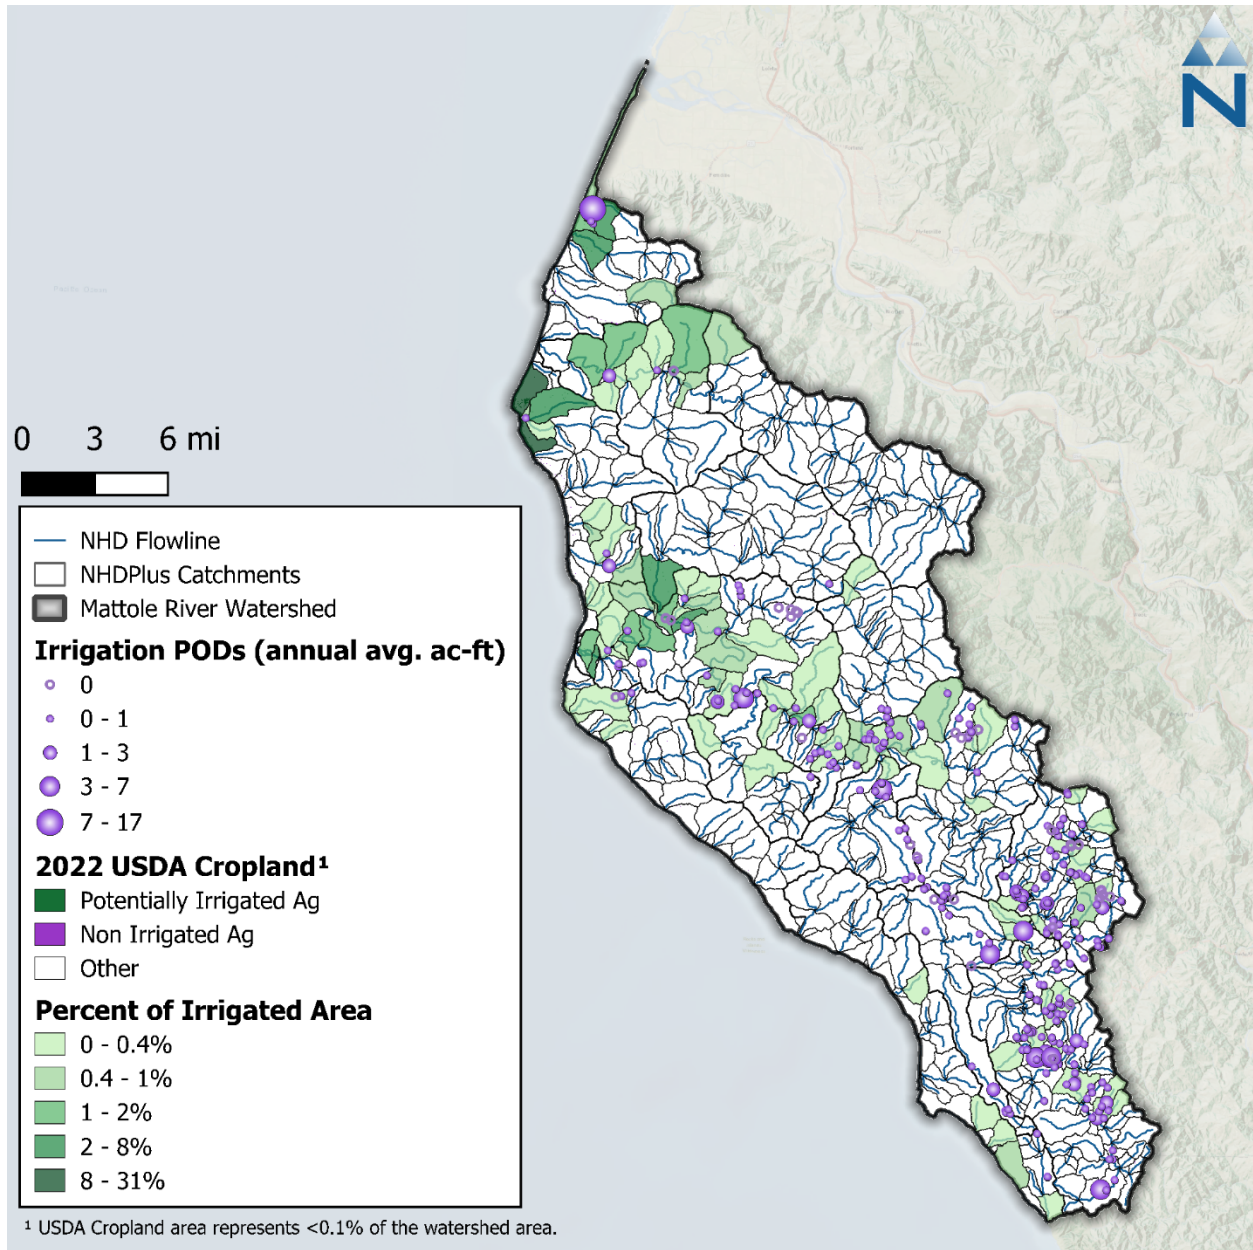 N
0 3 6 mi
NHD Flowline
NHDPlus Catchments
Mattole River Watershed
Irrigation PODs (annual avg. ac-ft)
0
0 - 1
1 - 3
3 - 7
7 - 17
2022 USDA Cropland¹
Potentially Irrigated Ag
Non Irrigated Ag
Other
Percent of Irrigated Area
0 - 0.4%
0.4 - 1%
1 - 2%
2 - 8%
8 - 31%
¹ USDA Cropland area represents <0.1% of the watershed area.